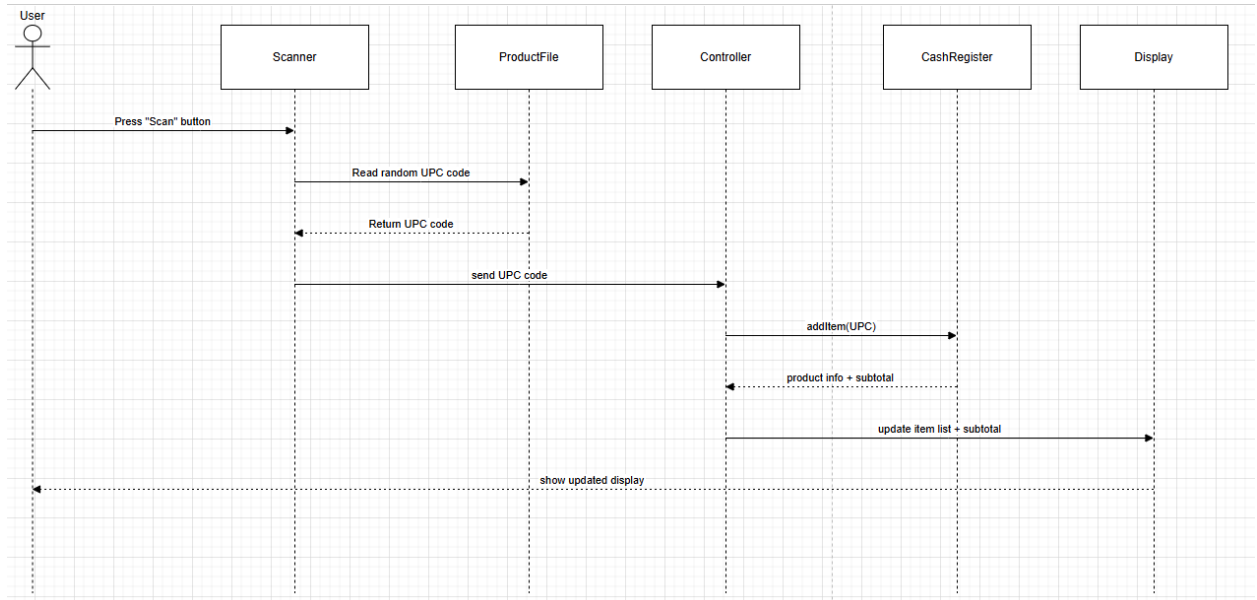 User
Scanner
ProductFile
Controller
CashRegister
Display
Press "Scan" button
Read random UPC code
Return UPC code
send UPC code
addItem(UPC)
product info + subtotal
update item list + subtotal
show updated display